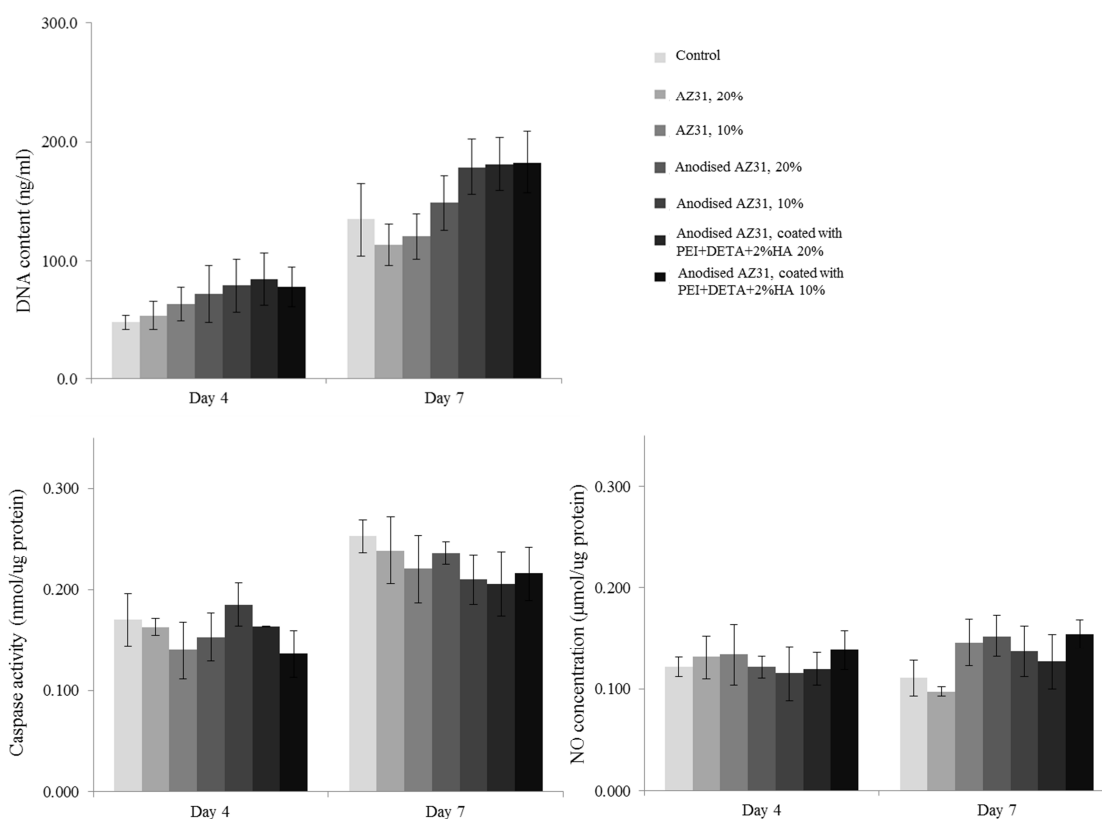 300.0
200.0
100.0
0.0
DNA content (ng/ml)
Day 4
Day 7
Control
AZ31, 20%
AZ31, 10%
Anodised AZ31, 20%
Anodised AZ31, 10%
Anodised AZ31, coated with
PEI+DETA+2%HA 20%
Anodised AZ31, coated with
PEI+DETA+2%HA 10%
0.300
0.200
0.100
0.000
Caspase activity (nmol/ug protein)
Day 4
Day 7
0.300
0.200
0.100
0.000
NO concentration (μmol/ug protein)
Day 4
Day 7